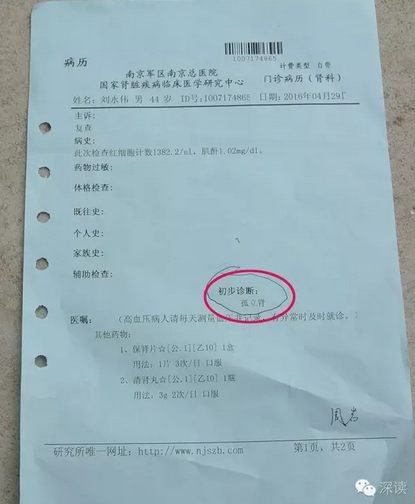 1007174865
病历
计费类型 自费
南京军区南京总医院
国家肾脏疾病临床医学研究中心 门诊病历(肾科)
姓名:刘永伟 男 44岁 ID号:1007174865 日期:2016年04月29日
主诉:
复查
病史:
此次检查红细胞计数1382.2/ul, 肌酐1.02mg/dl。
药物过敏:
体格检查:
既往史:
个人史:
家族史:
辅助检查:
初步诊断:
孤立肾
医嘱: (高血压病人请每天测量血压并记录, 有异常时及时就诊。)
其他药物:
1、保肾片☆[公.1][乙10] 1盒
用法: 1片 3次/日 口服
2、清肾丸☆[公.1][乙10] 1瓶
用法: 3g 2次/日 口服
周岩
研究所唯一网址: http://www.njszb.com
第1页, 共2页
深读